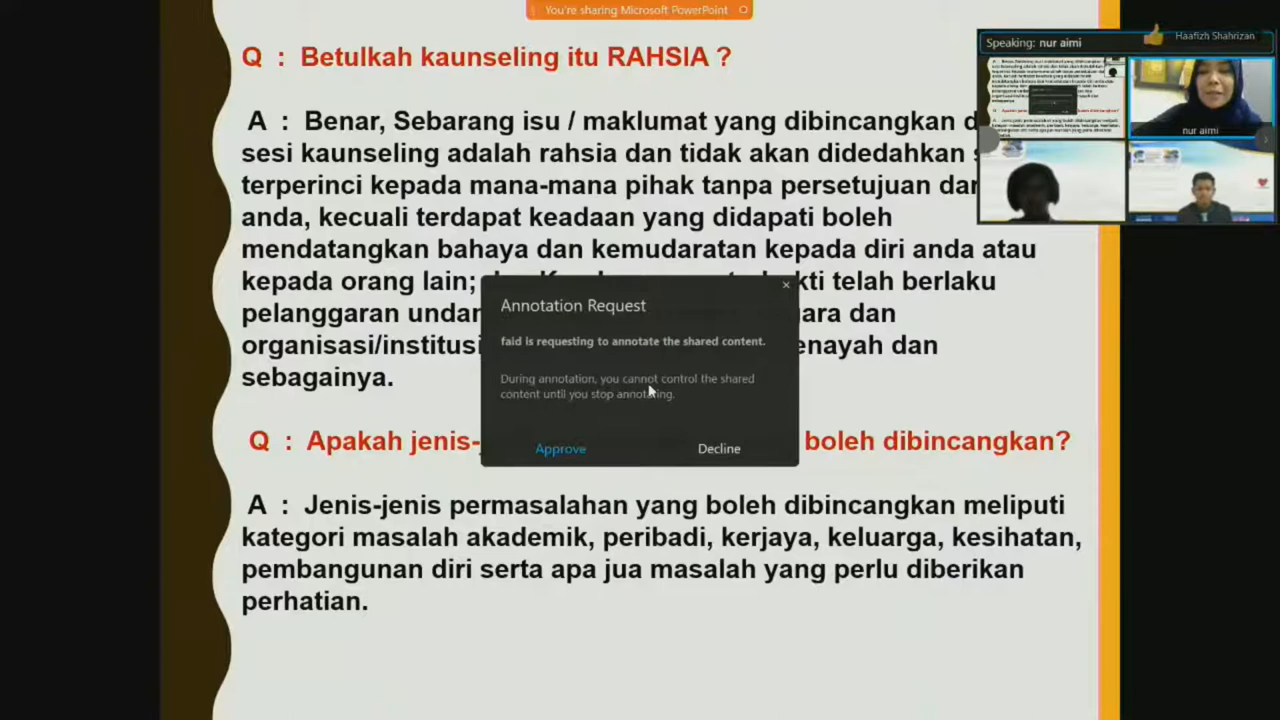 You're sharing Microsoft PowerPoint
Q : Betulkah kaunseling itu RAHSIA ?
Speaking: nur aimi
Haafizh Shahrizan
nur aimi
A : Benar, Sebarang isu / maklumat yang dibincangkan
sesi kaunseling adalah rahsia dan tidak akan didedahkan
terperinci kepada mana-mana pihak tanpa persetujuan
anda, kecuali terdapat keadaan yang didapati boleh
mendatangkan bahaya dan kemudaratan kepada diri anda atau
kepada orang lain; telah berlaku
pelanggaran dan
organisasi/institusi dan
sebagainya.
Annotation Request
faid is requesting to annotate the shared content.
During annotation, you cannot control the shared
content until you stop annotating.
Approve Decline
Q : Apakah boleh dibincangkan?
A : Jenis-jenis permasalahan yang boleh dibincangkan meliputi
kategori masalah akademik, peribadi, kerjaya, keluarga, kesihatan,
pembangunan diri serta apa jua masalah yang perlu diberikan
perhatian.